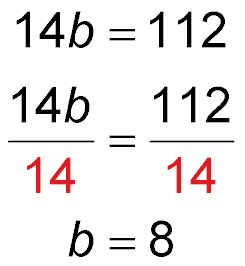 14b = 112
14b/14 = 112/14
b = 8